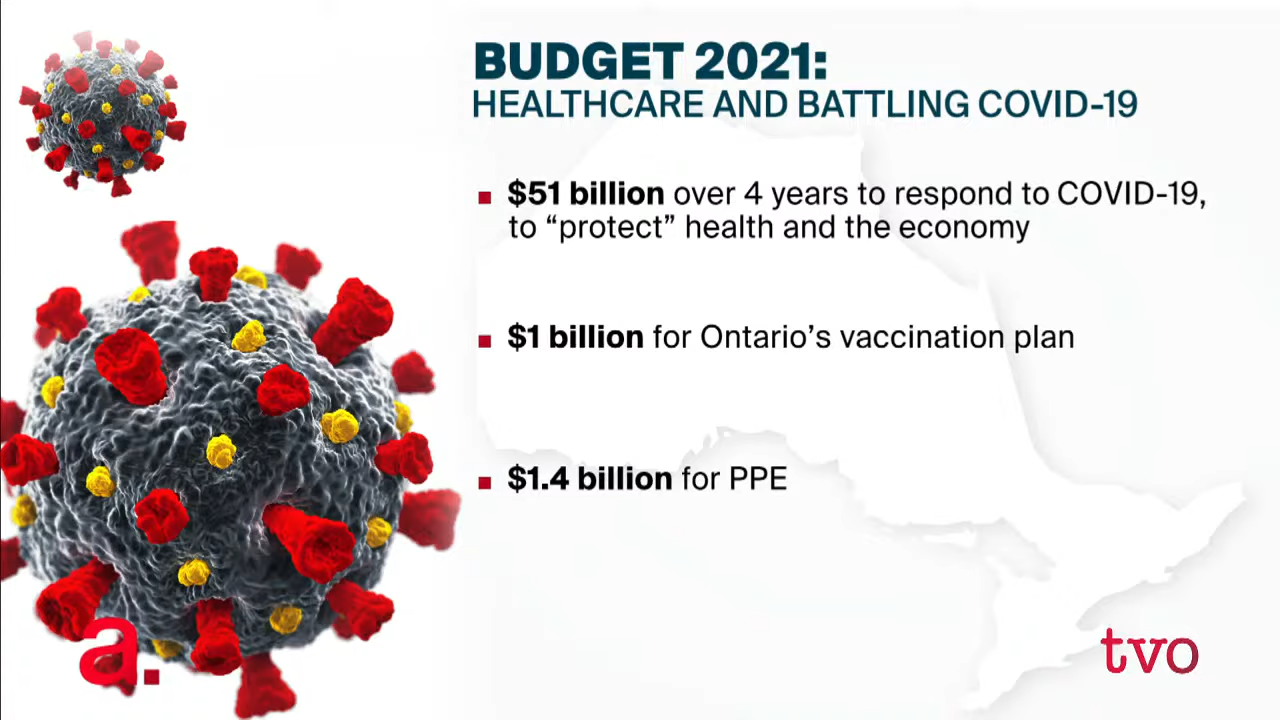 BUDGET 2021:
HEALTHCARE AND BATTLING COVID-19
$51 billion over 4 years to respond to COVID-19,
to “protect” health and the economy
$1 billion for Ontario’s vaccination plan
$1.4 billion for PPE
a.
tvo